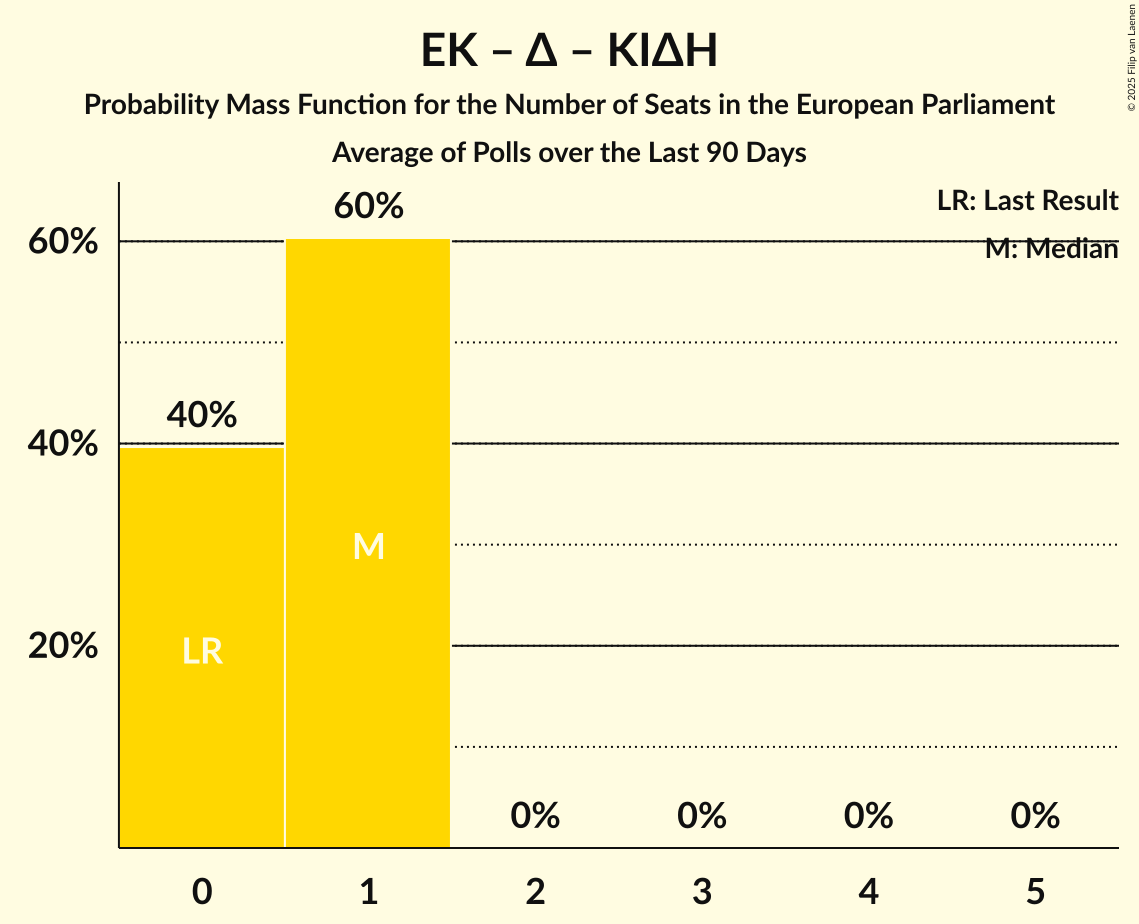 ΕΚ – Δ – ΚΙΔΗ
Probability Mass Function for the Number of Seats in the European Parliament
Average of Polls over the Last 90 Days
© 2025 Filip van Laenen
LR: Last Result
M: Median
60%
40%
20%
40%
60%
0%
0%
0%
0%
LR
M
0
1
2
3
4
5